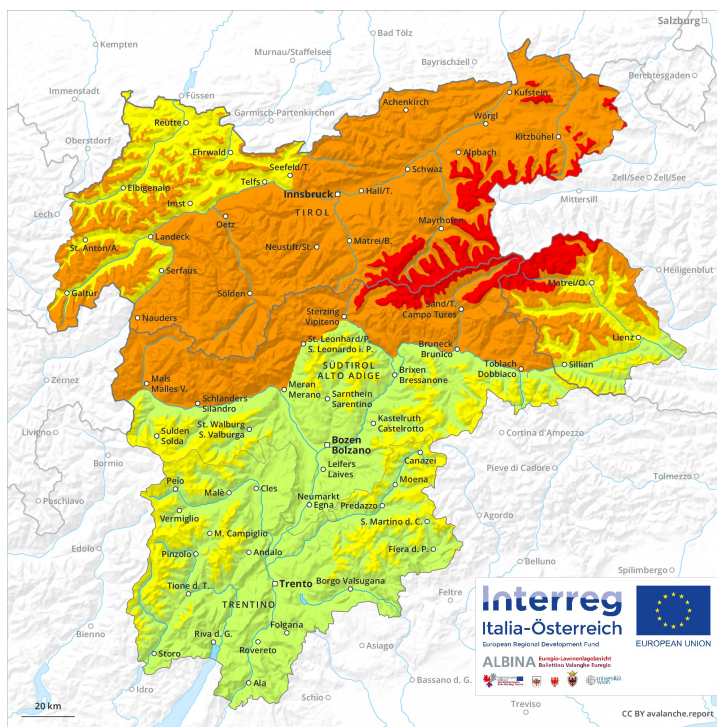 Salzburg
Kempten
Bad Tölz
Murnau/Staffelsee
Bayrischzell
Berchtesgaden
Immenstadt
Füssen
Garmisch-Partenkirchen
Achenkirch
Kufstein
Reutte
Wörgl
Oberstdorf
Ehrwald
Kitzbühel
Seefeld/T.
Schwaz
Alpbach
Telfs
Zell/See
Zell/See
Elbigenalp
Innsbruck
Hall/T.
Mittersill
Imst
TIROL
Lech
Oetz
Mayrhofen
Landeck
Neustift/St.
Matrei/B.
St. Anton/A.
Serfaus
Heiligenblut
Matrei/O.
Galtür
Sölden
Sand/T.
Campo Tures
Nauders
Sterzing
Vipiteno
Lienz
St. Leonhard/P.
S. Leonardo i. P.
Bruneck
Brunico
Sillian
SÜDTIROL
ALTO ADIGE
Brixen
Bressanone
Toblach
Dobbiaco
Zernez
Mals
Malles V.
Meran
Merano
Sarnthein
Sarentino
Schlanders
Silandro
Kastelruth
Castelrotto
St. Walburg
S. Valburga
Sulden
Solda
Livigno
Cortina d'Ampezzo
Bozen
Bolzano
Canazei
Bormio
Leifers
Laives
Pieve di Cadore
Tolmezzo
Peio
Malè
Cles
Moena
Poschiavo
Neumarkt
Egna
Predazzo
Vermiglio
Agordo
S. Martino d. C.
M. Campiglio
Edolo
Pinzolo
Andalo
Fiera d. P.
Belluno
Spilimbergo
Trento
Borgo Valsugana
Tione d. T.
Feltre
TRENTINO
Folgaria
Bienno
Riva d. G.
Rovereto
Asiago
Storo
Idro
Ala
Schio
Bassano d. G.
Treviso
Interreg
Italia-Österreich
European Regional Development Fund
EUROPEAN UNION
ALBINA
Euregio-Lawinenlagebericht
Bollettino Valanghe Euregio
universität
wien
20 km
CC BY avalanche.report